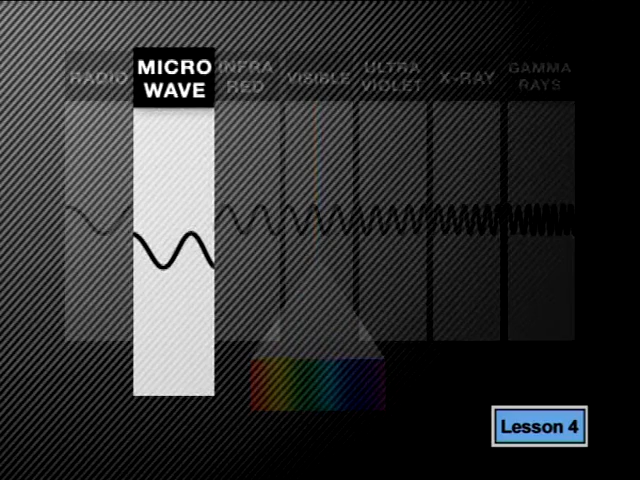 RADIO
MICRO
WAVE
INFRA
RED
VISIBLE
ULTRA
VIOLET
X-RAY
GAMMA
RAYS
Lesson 4